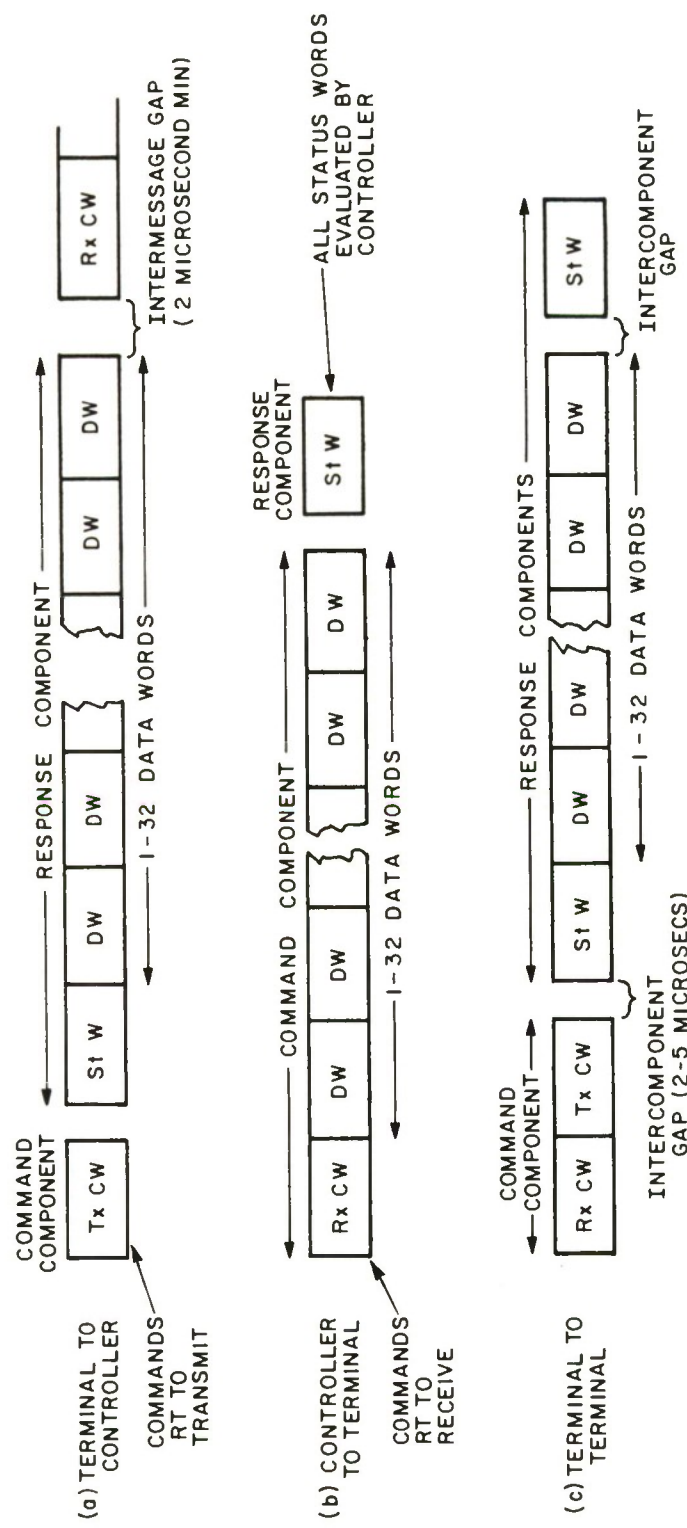 (a) TERMINAL TO
CONTROLLER
COMMANDS
RT TO
TRANSMIT
COMMAND
COMPONENT
Tx CW
RESPONSE COMPONENT
St W
DW
DW
DW
DW
1-32 DATA WORDS
Rx CW
INTERMESSAGE GAP
(2 MICROSECOND MIN)
(b) CONTROLLER
TO TERMINAL
COMMANDS
RT TO
RECEIVE
COMMAND COMPONENT
Rx CW
DW
DW
DW
DW
1-32 DATA WORDS
RESPONSE
COMPONENT
St W
ALL STATUS WORDS
EVALUATED BY
CONTROLLER
(c) TERMINAL TO
TERMINAL
COMMAND
COMPONENT
Rx CW
Tx CW
INTERCOMPONENT
GAP (2-5 MICROSECS)
RESPONSE COMPONENTS
St W
DW
DW
DW
DW
1-32 DATA WORDS
St W
INTERCOMPONENT
GAP